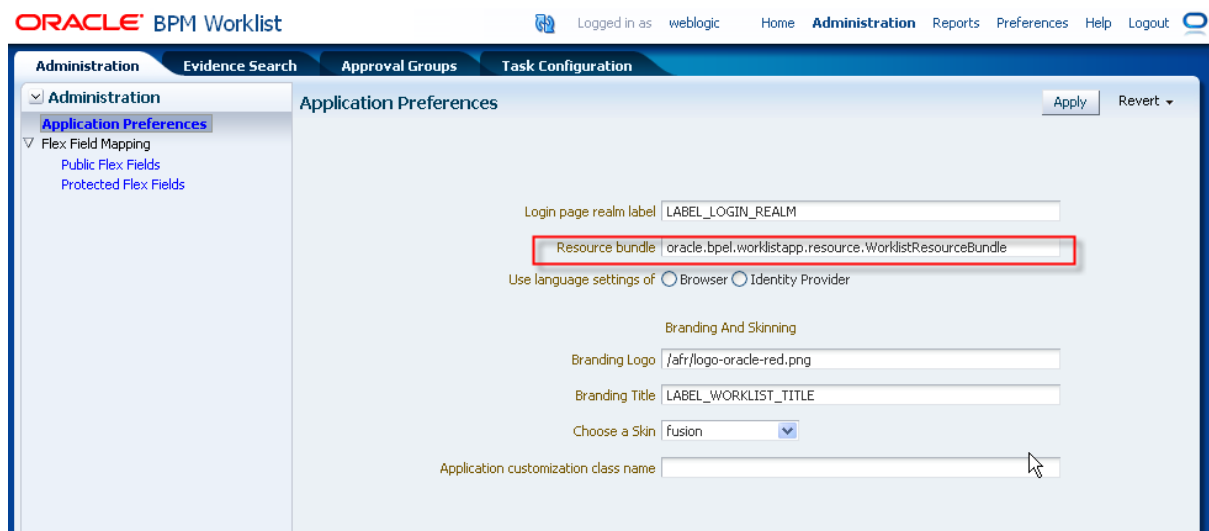 ORACLE BPM Worklist Logged in as weblogic Home Administration Reports Preferences Help Logout
Administration Evidence Search Approval Groups Task Configuration
Administration
Application Preferences
Flex Field Mapping
Public Flex Fields
Protected Flex Fields
Application Preferences Apply Revert
Login page realm label LABEL_LOGIN_REALM
Resource bundle oracle.bpel.worklistapp.resource.WorklistResourceBundle
Use language settings of Browser Identity Provider
Branding And Skinning
Branding Logo /afr/logo-oracle-red.png
Branding Title LABEL_WORKLIST_TITLE
Choose a Skin fusion
Application customization class name